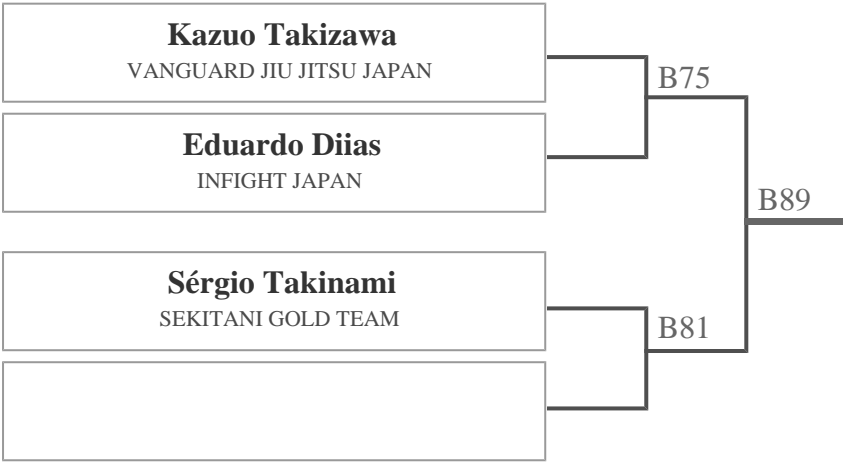 Kazuo Takizawa
VANGUARD JIU JITSU JAPAN
B75
Eduardo Diias
INFIGHT JAPAN
B89
Sérgio Takinami
SEKITANI GOLD TEAM
B81